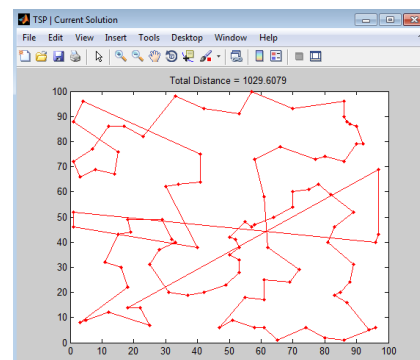 TSP | Current Solution
File Edit View Insert Tools Desktop Window Help
Total Distance = 1029.6079
100
90
80
70
60
50
40
30
20
10
0
0 10 20 30 40 50 60 70 80 90 100